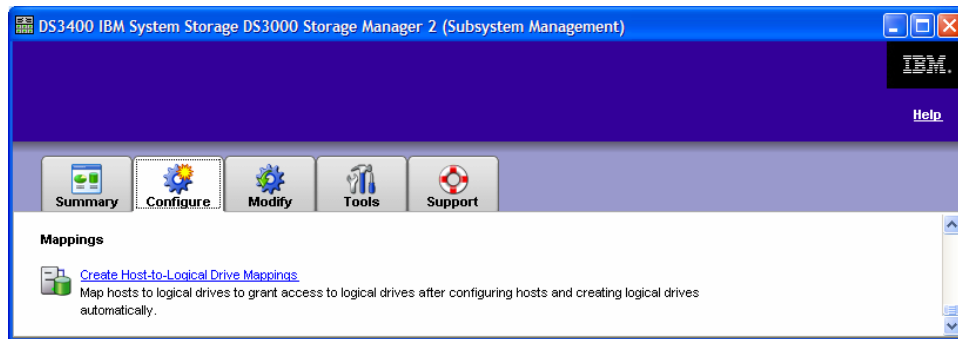 DS3400 IBM System Storage DS3000 Storage Manager 2 (Subsystem Management)
IBM.
Help
Summary Configure Modify Tools Support
Mappings
Create Host-to-Logical Drive Mappings
Map hosts to logical drives to grant access to logical drives after configuring hosts and creating logical drives
automatically.